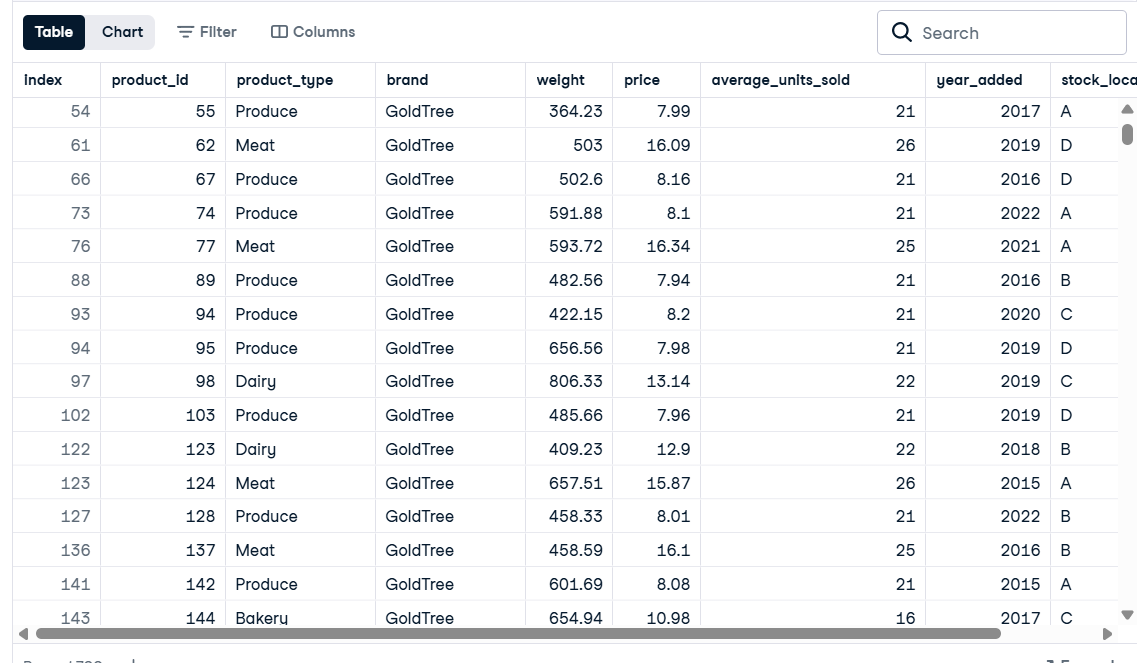 Table Chart Filter Columns Search
index product_id product_type brand weight price average_units_sold year_added stock_loca
54 55 Produce GoldTree 364.23 7.99 21 2017 A
61 62 Meat GoldTree 503 16.09 26 2019 D
66 67 Produce GoldTree 502.6 8.16 21 2016 D
73 74 Produce GoldTree 591.88 8.1 21 2022 A
76 77 Meat GoldTree 593.72 16.34 25 2021 A
88 89 Produce GoldTree 482.56 7.94 21 2016 B
93 94 Produce GoldTree 422.15 8.2 21 2020 C
94 95 Produce GoldTree 656.56 7.98 21 2019 D
97 98 Dairy GoldTree 806.33 13.14 22 2019 C
102 103 Produce GoldTree 485.66 7.96 21 2019 D
122 123 Dairy GoldTree 409.23 12.9 22 2018 B
123 124 Meat GoldTree 657.51 15.87 26 2015 A
127 128 Produce GoldTree 458.33 8.01 21 2022 B
136 137 Meat GoldTree 458.59 16.1 25 2016 B
141 142 Produce GoldTree 601.69 8.08 21 2015 A
143 144 Bakery GoldTree 654.94 10.98 16 2017 C